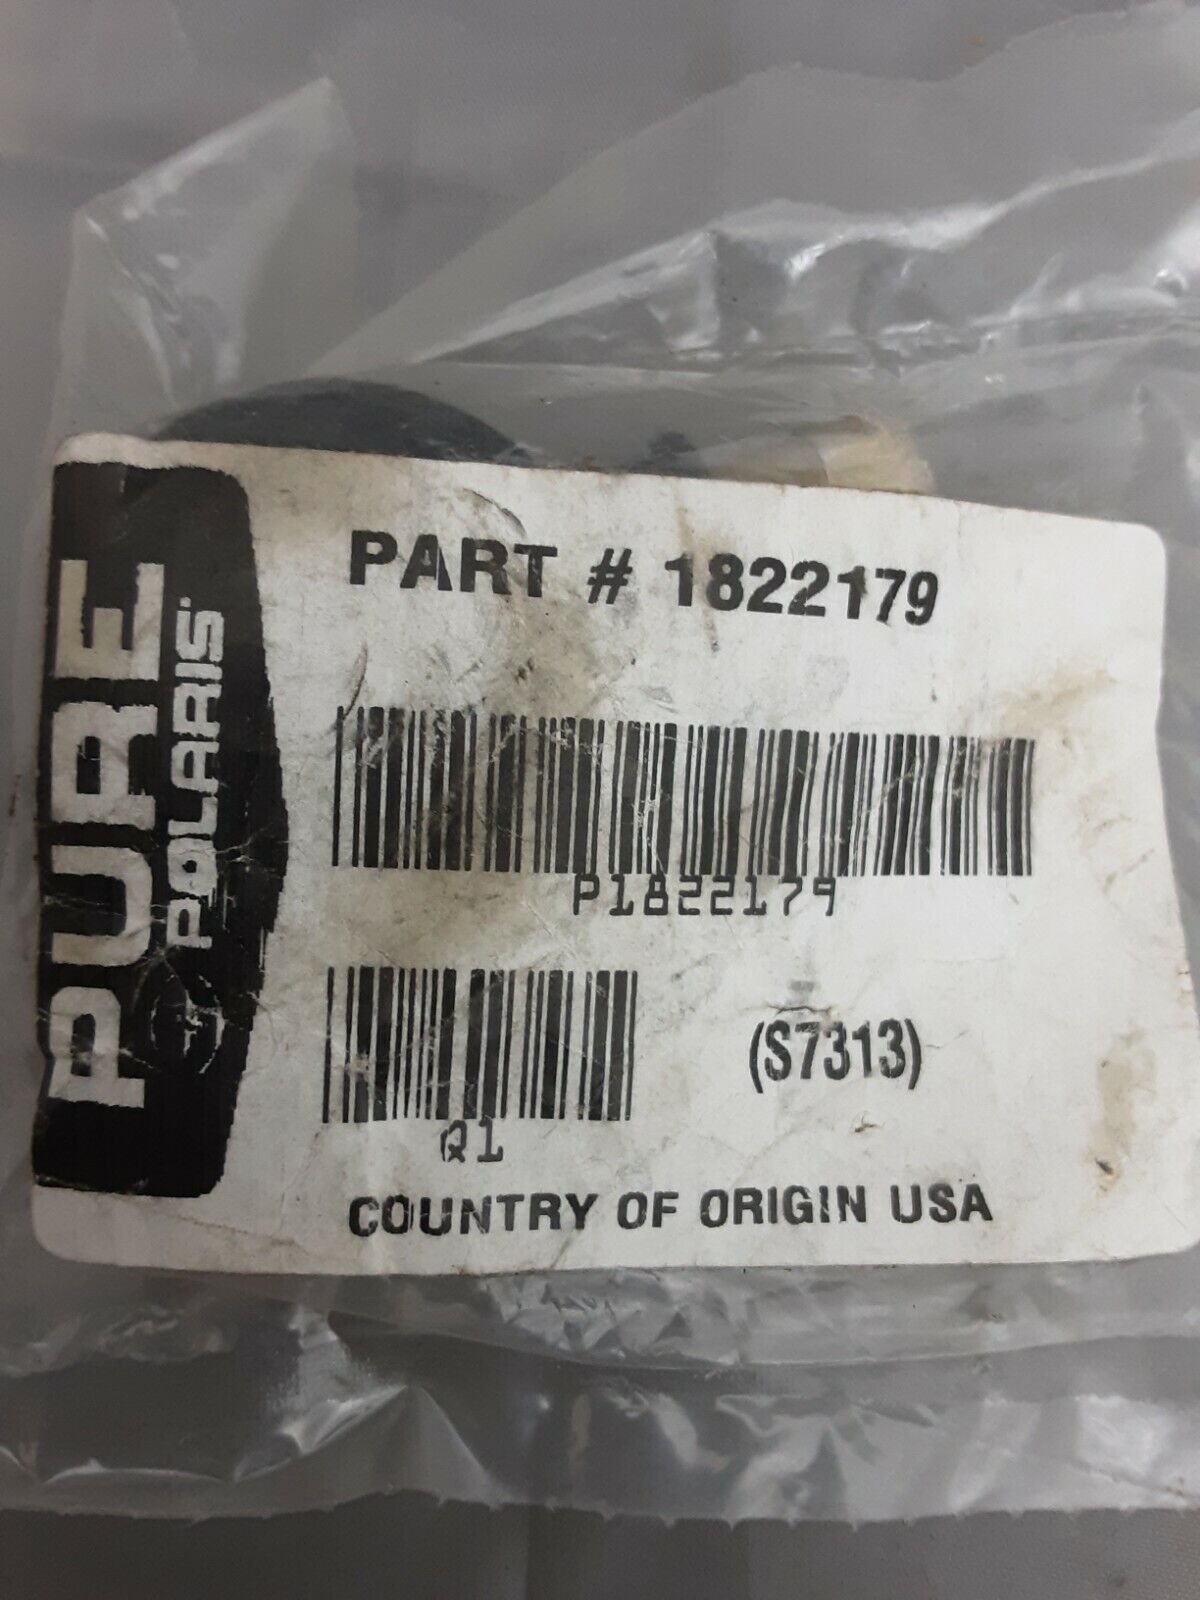 PURE
POLARIS
PART # 1822179
P1822179
Q1
(S7313)
COUNTRY OF ORIGIN USA